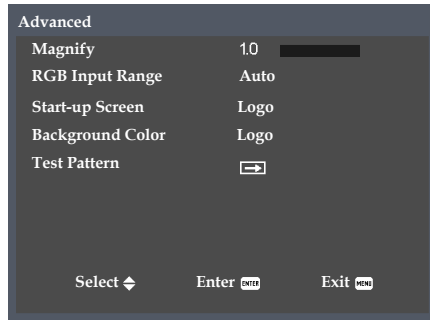 Advanced
Magnify 1.0
RGB Input Range Auto
Start-up Screen Logo
Background Color Logo
Test Pattern
Select Enter ENTER Exit MENU